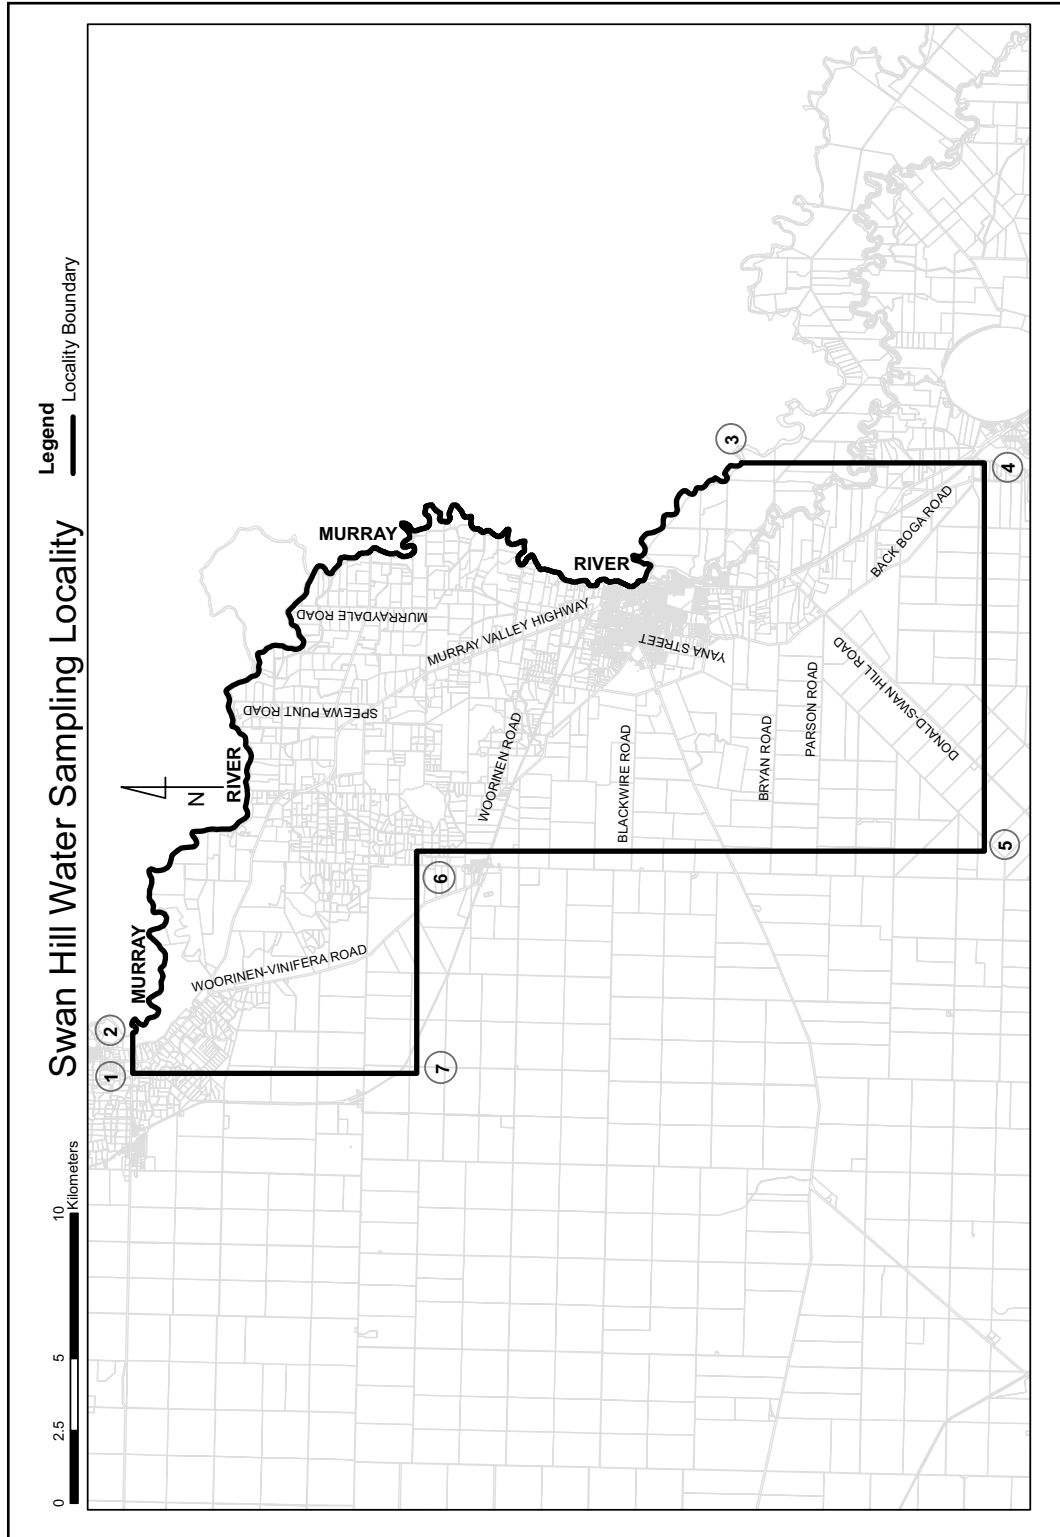 Swan Hill Water Sampling Locality
0 2.5 5 10
Kilometers
Legend
Locality Boundary
1
2
MURRAY
RIVER
N
MURRAY
RIVER
3
4
5
6
7
WOORINEN-VINIFERA ROAD
SPEEWA PUNT ROAD
MURRAYDALE ROAD
MURRAY VALLEY HIGHWAY
WOORINEN ROAD
YANA STREET
BLACKWIRE ROAD
BRYAN ROAD
PARSON ROAD
DONALD-SWAN HILL ROAD
BACK BOGA ROAD